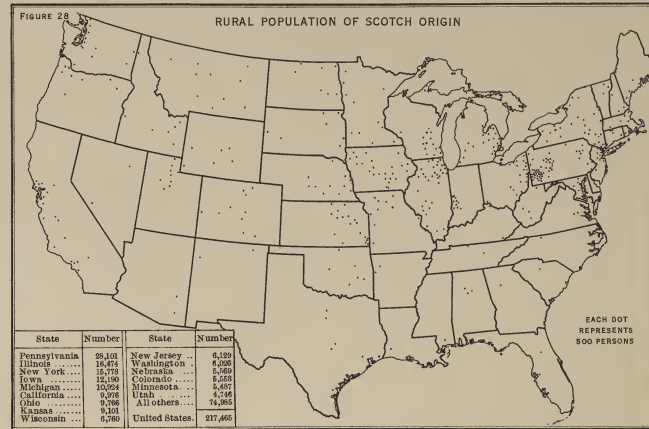 FIGURE 28
RURAL POPULATION OF SCOTCH ORIGIN
EACH DOT
REPRESENTS
500 PERSONS
State Number State Number
Pennsylvania 28,101 New Jersey .. 6,129
Illinois ....... 16,474 Washington .
New York .... 15,778 Nebraska .... 5,569
Iowa ......... 12,190 Colorado ..... 5,553
Michigan ..... 10,924 Minnesota .. 5,487
California .... 9,976 Utah ....... 4,746
Ohio ......... 9,766 All others.... 74,985
Kansas ....... 9,101
Wisconsin ... 6,760 United States. 217,465